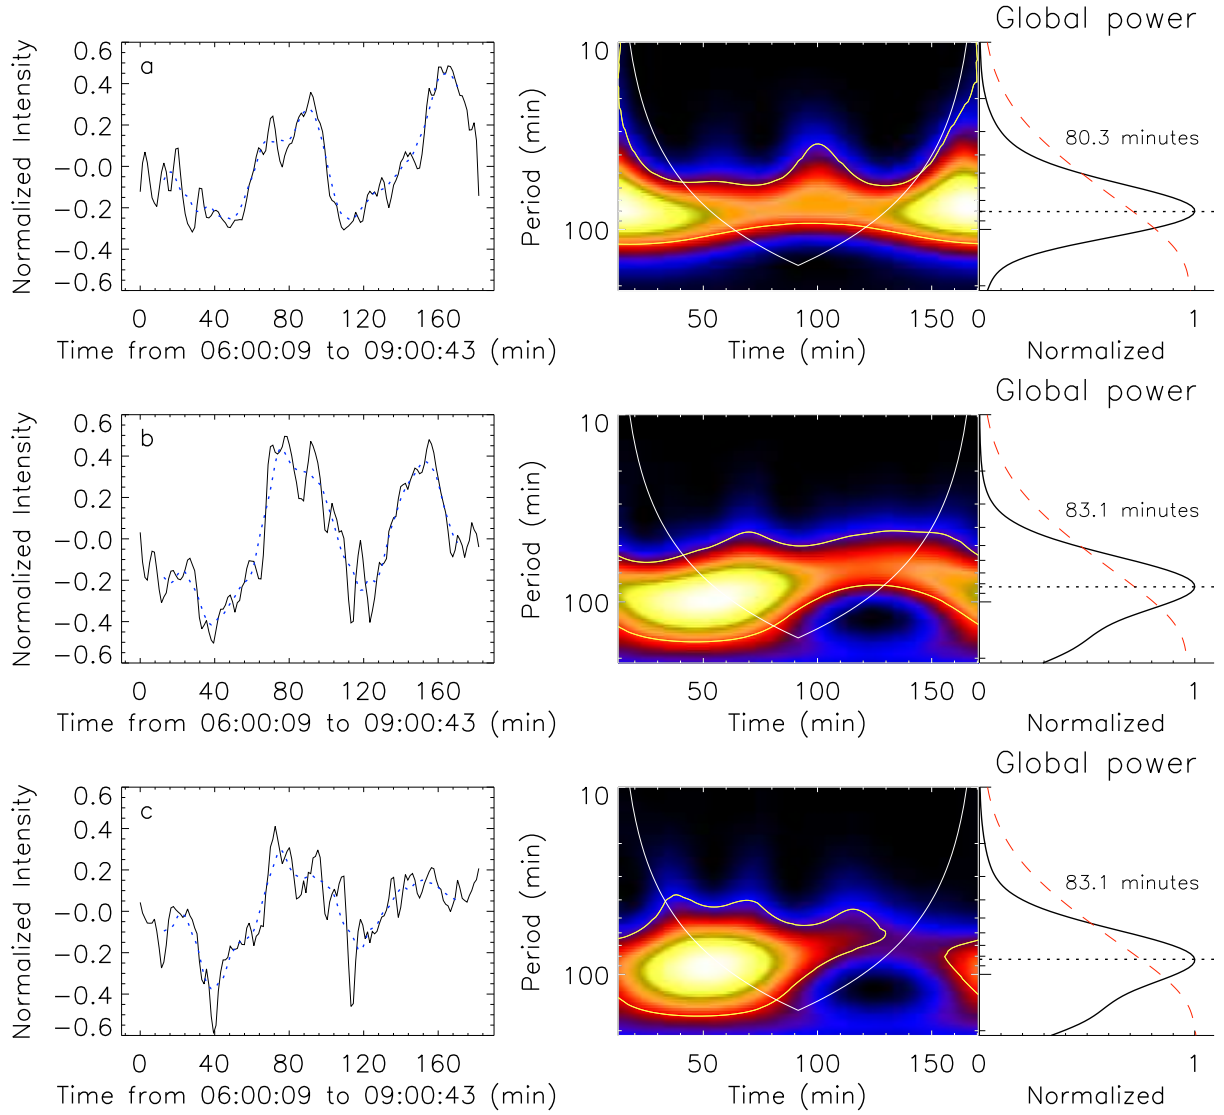 Global power
a
Normalized Intensity
0.6
0.4
0.2
-0.0
-0.2
-0.4
-0.6
0 40 80 120 160
Time from 06:00:09 to 09:00:43 (min)
Period (min)
10
100
50 100 150
Time (min)
80.3 minutes
0 1
Normalized
Global power
b
Normalized Intensity
0.6
0.4
0.2
-0.0
-0.2
-0.4
-0.6
0 40 80 120 160
Time from 06:00:09 to 09:00:43 (min)
Period (min)
10
100
50 100 150
Time (min)
83.1 minutes
0 1
Normalized
Global power
c
Normalized Intensity
0.6
0.4
0.2
-0.0
-0.2
-0.4
-0.6
0 40 80 120 160
Time from 06:00:09 to 09:00:43 (min)
Period (min)
10
100
50 100 150
Time (min)
83.1 minutes
0 1
Normalized